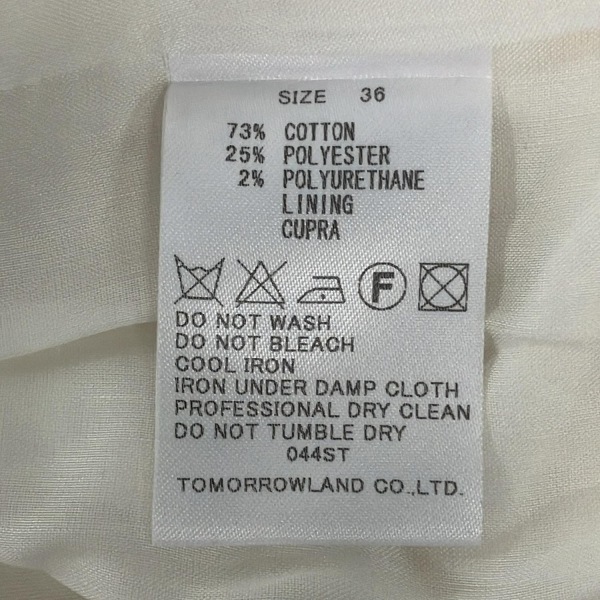 SIZE 36
73% COTTON
25% POLYESTER
2% POLYURETHANE
LINING
CUPRA
F
DO NOT WASH
DO NOT BLEACH
COOL IRON
IRON UNDER DAMP CLOTH
PROFESSIONAL DRY CLEAN
DO NOT TUMBLE DRY
044ST
TOMORROWLAND CO.,LTD.